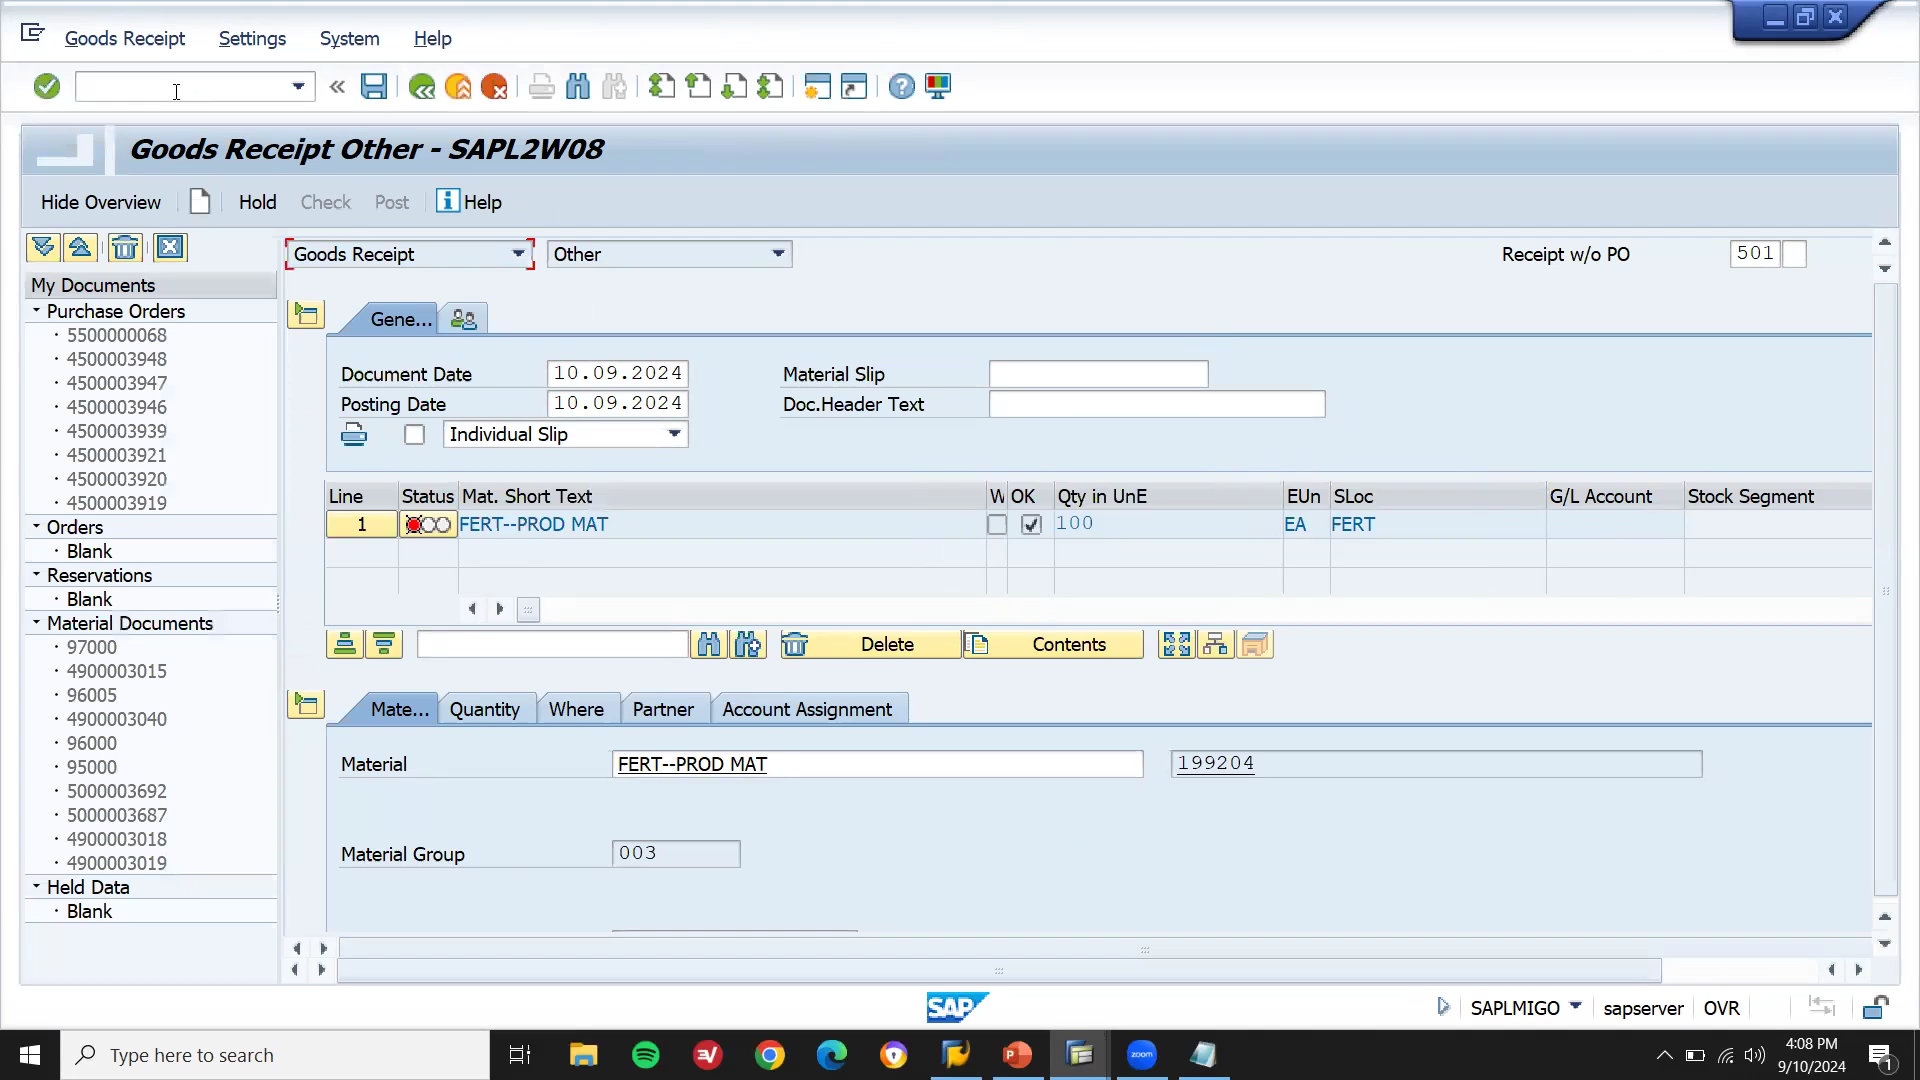 Goods Receipt Settings System Help
Goods Receipt Other - SAPL2W08
Hide Overview Hold Check Post Help
Goods Receipt Other Receipt w/o PO 501
My Documents
Purchase Orders
5500000068
4500003948
4500003947
4500003946
4500003939
4500003921
4500003920
4500003919
Orders
Blank
Reservations
Blank
Material Documents
97000
4900003015
96005
4900003040
96000
95000
5000003692
5000003687
4900003018
4900003019
Held Data
Blank
Gene...
Document Date 10.09.2024 Material Slip
Posting Date 10.09.2024 Doc.Header Text
Individual Slip
Line Status Mat. Short Text W OK Qty in UnE EUn SLoc G/L Account Stock Segment
1 FERT--PROD MAT 100 EA FERT
Delete Contents
Mate... Quantity Where Partner Account Assignment
Material FERT--PROD MAT 199204
Material Group 003
SAP SAPLMIGO sapserver OVR
Type here to search
zoom
4:08 PM
9/10/2024
1